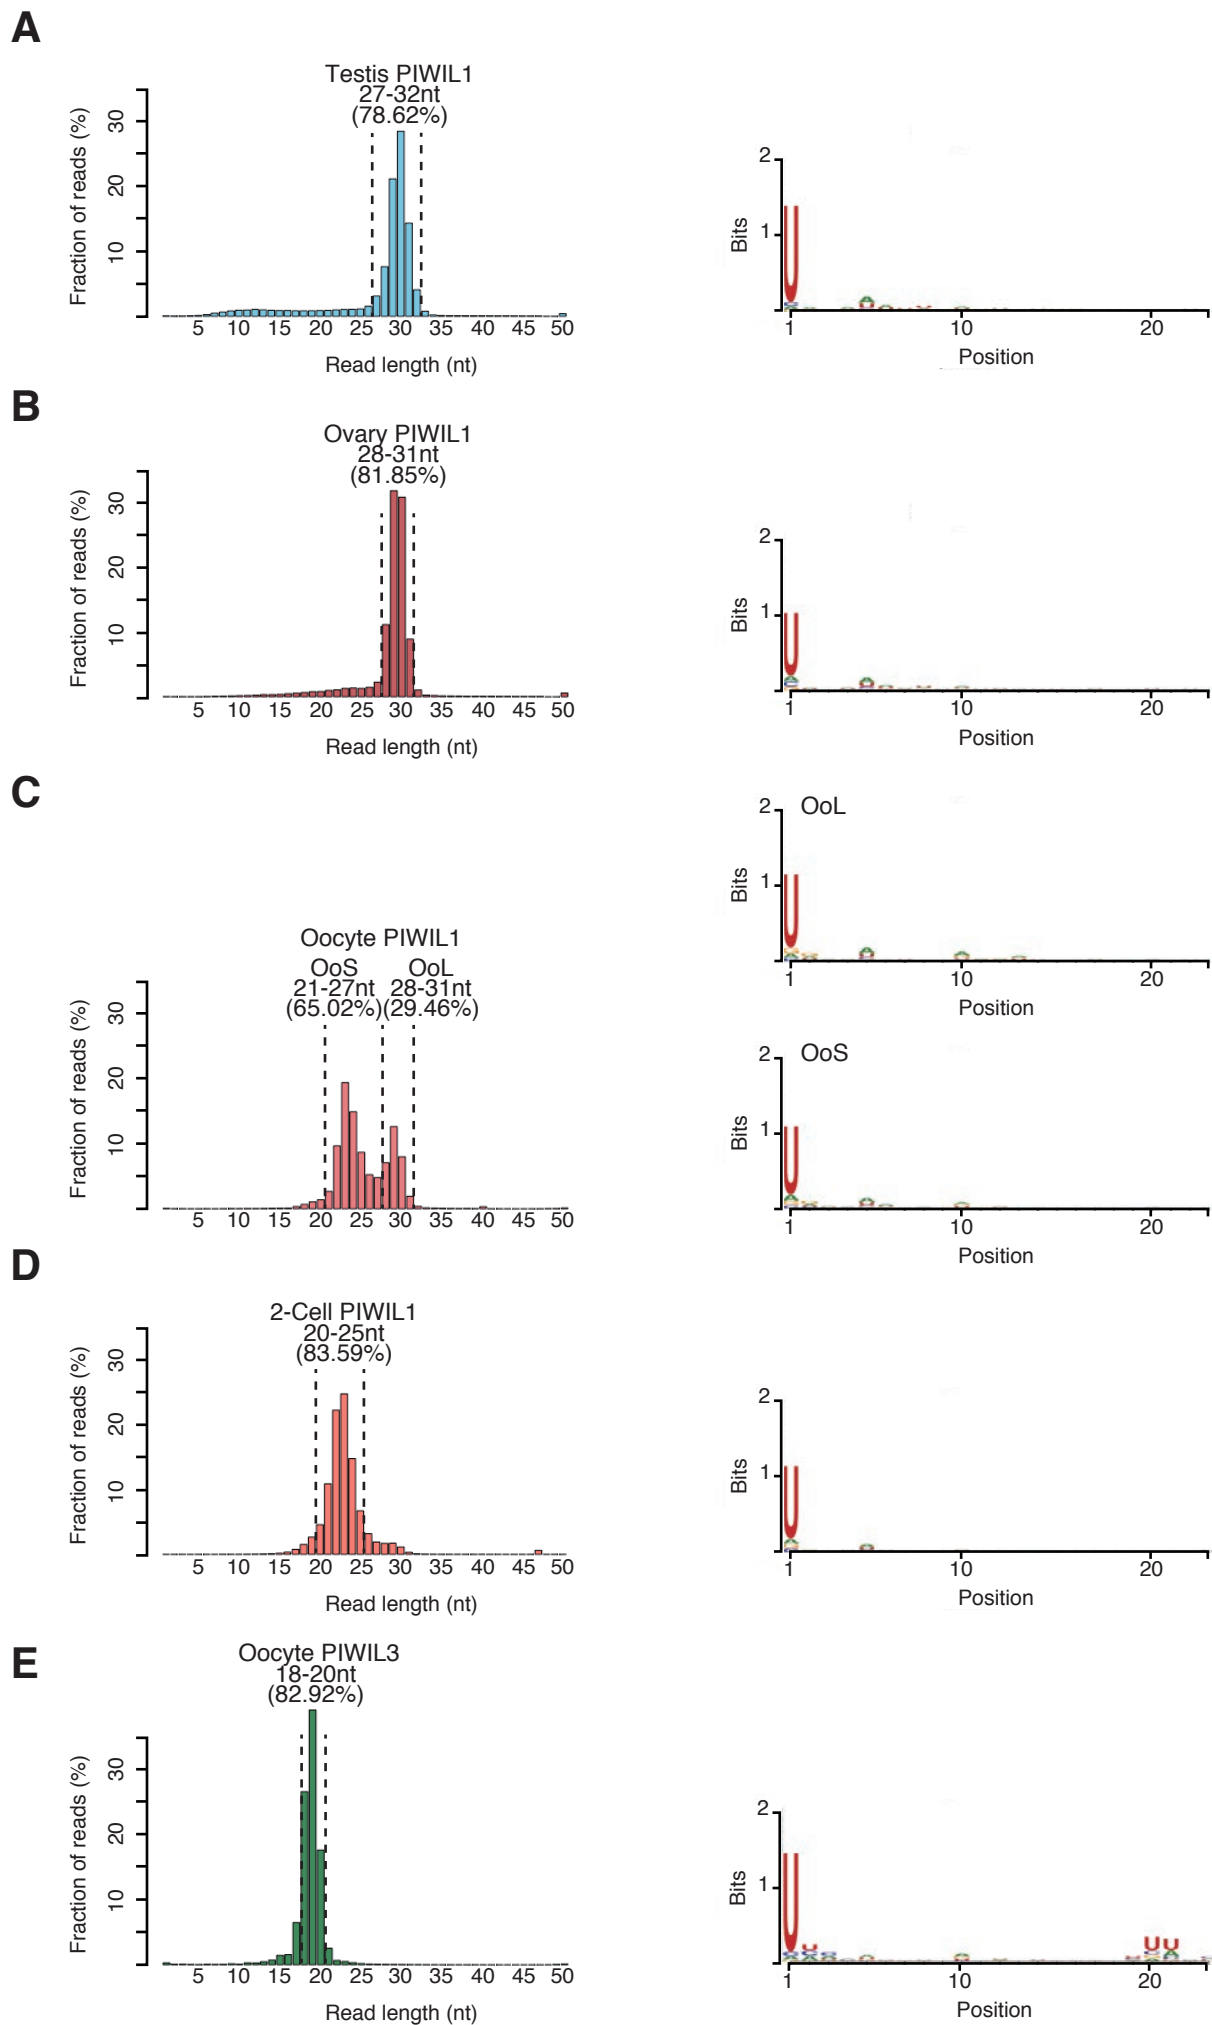 A
Testis PIWIL1
27-32nt
(78.62%)
Fraction of reads (%)
30
20
10
5 10 15 20 25 30 35 40 45 50
Read length (nt)
2
1
Bits
U
A
1 10 20
Position
B
Ovary PIWIL1
28-31nt
(81.85%)
Fraction of reads (%)
30
20
10
5 10 15 20 25 30 35 40 45 50
Read length (nt)
2
1
Bits
U
1 10 20
Position
C
Oocyte PIWIL1
OoS OoL
21-27nt 28-31nt
(65.02%)(29.46%)
Fraction of reads (%)
30
20
10
5 10 15 20 25 30 35 40 45 50
OoL
2
1
Bits
U
A
1 10 20
Position
OoS
2
1
Bits
U
1 10 20
Position
D
2-Cell PIWIL1
20-25nt
(83.59%)
Fraction of reads (%)
30
20
10
5 10 15 20 25 30 35 40 45 50
Read length (nt)
2
1
Bits
U
1 10 20
Position
E
Oocyte PIWIL3
18-20nt
(82.92%)
Fraction of reads (%)
30
20
10
5 10 15 20 25 30 35 40 45 50
Read length (nt)
2
1
Bits
U U UU
1 10 20
Position